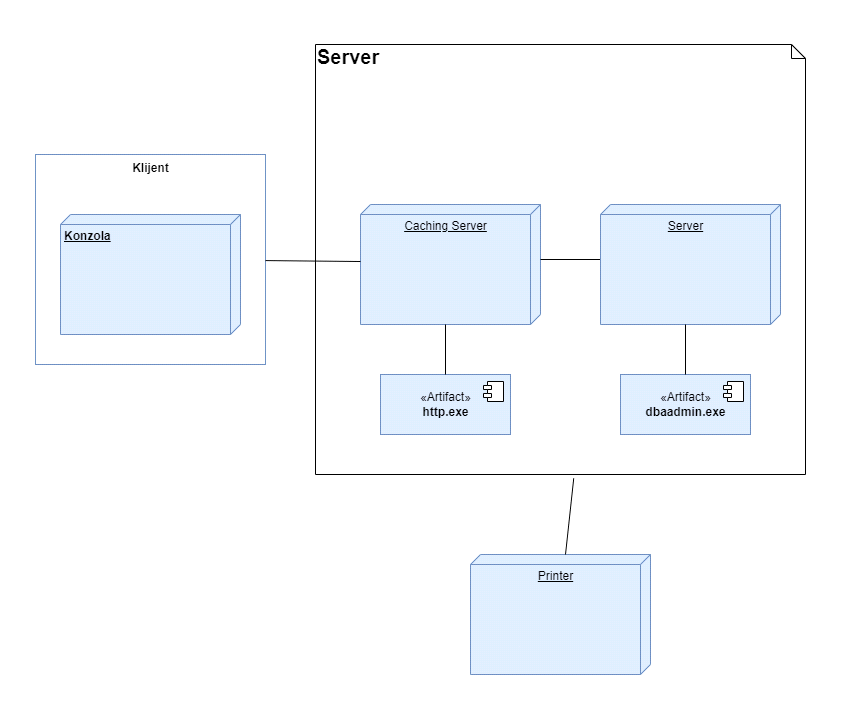 Server
Klijent
Konzola
Caching Server
Server
«Artifact»
http.exe
«Artifact»
dbaadmin.exe
Printer